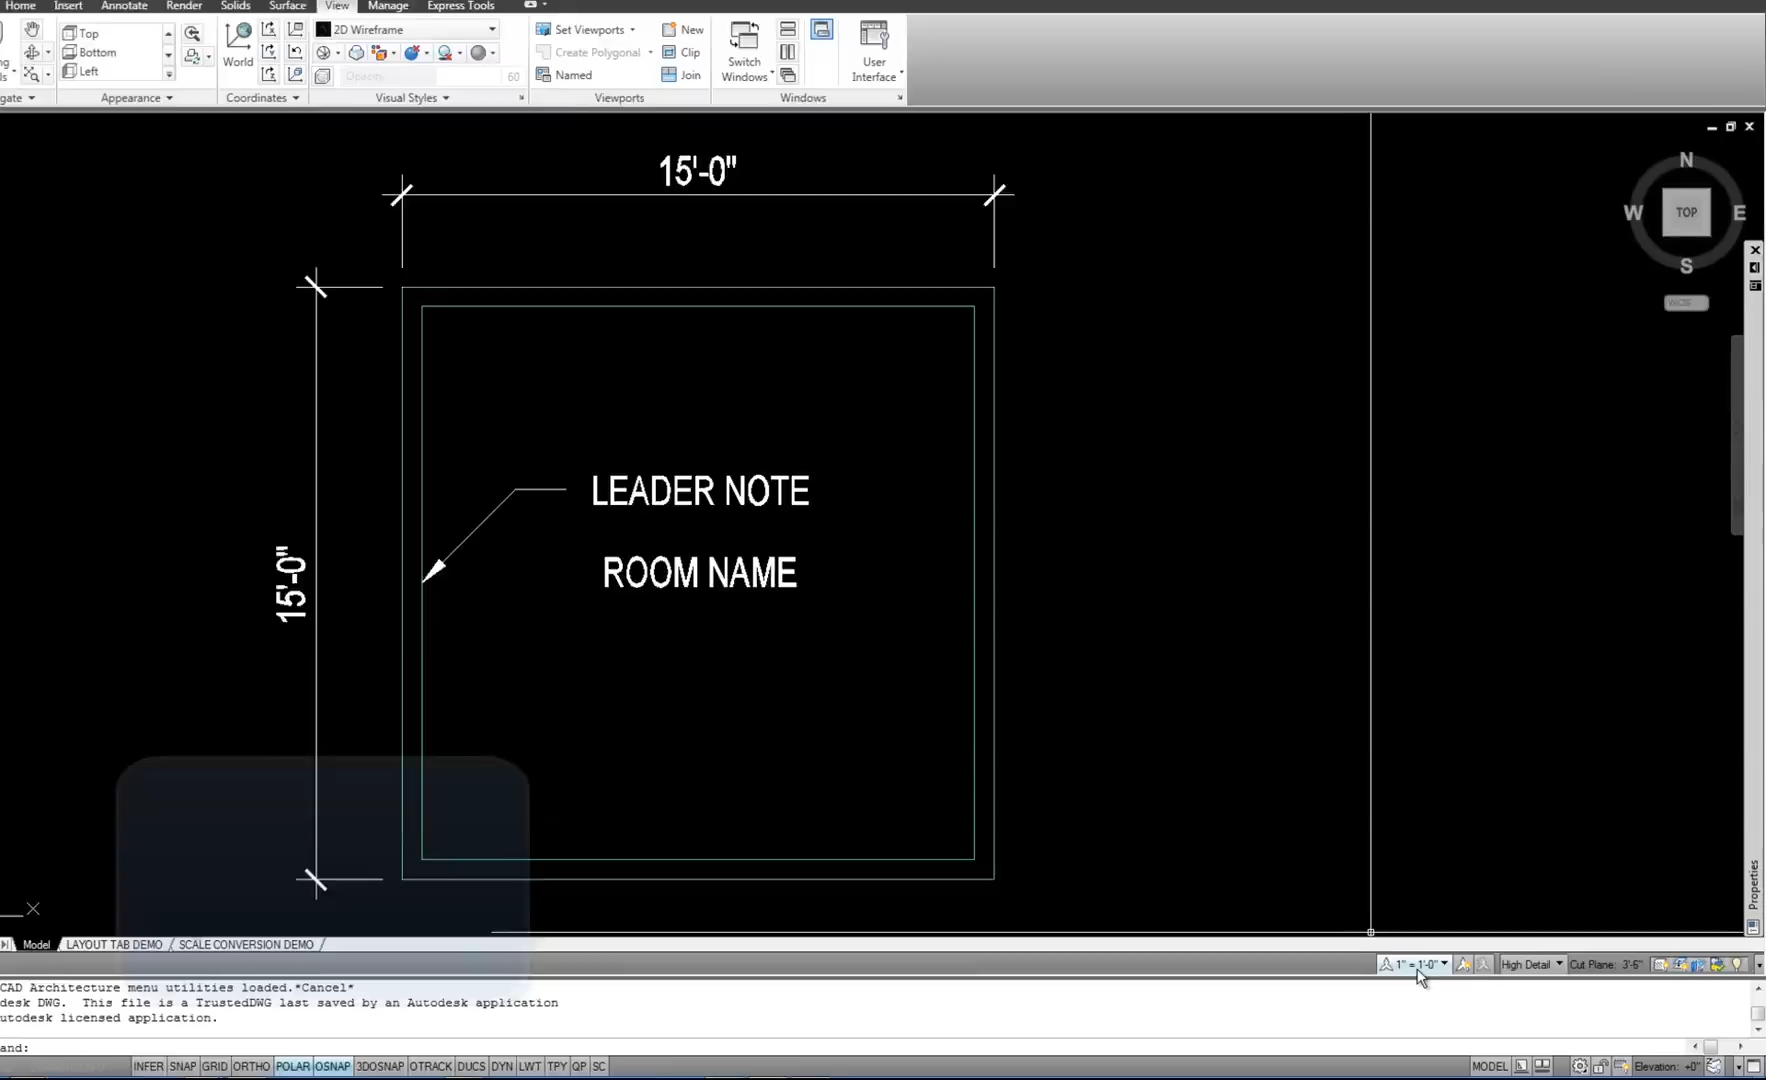 Home Insert Annotate Render Solids Surface View Manage Express Tools
Top
Bottom
Left
World
2D Wireframe
Opacity 60
Set Viewports
Create Polygonal
Named
New
Clip
Join
Switch
Windows
User
Interface
gate Appearance Coordinates Visual Styles Viewports Windows
15'-0"
N
W TOP E
S
LEADER NOTE
15'-0"
ROOM NAME
Properties
X
Model LAYOUT TAB DEMO SCALE CONVERSION DEMO
1" = 1'-0" High Detail Cut Plane: 3'-6"
CAD Architecture menu utilities loaded.*Cancel*
desk DWG. This file is a TrustedDWG last saved by an Autodesk application
utodesk licensed application.
and:
INFER SNAP GRID ORTHO POLAR OSNAP 3DOSNAP OTRACK DUCS DYN LWT TPY QP SC MODEL Elevation: +0"